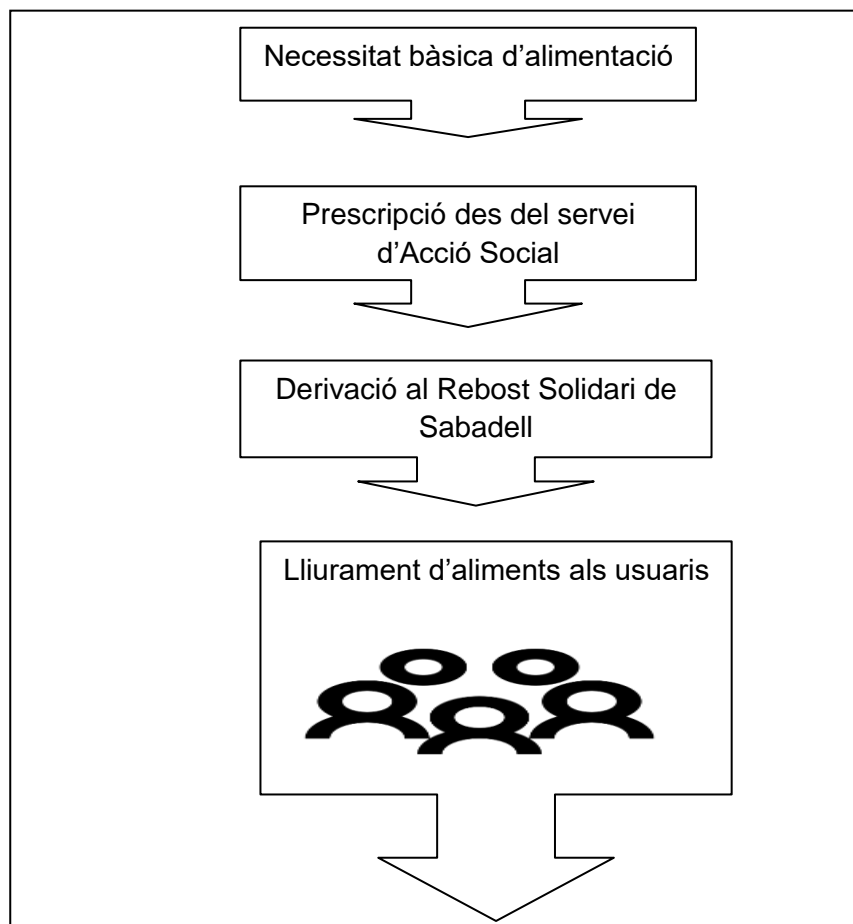 Necessitat bàsica d’alimentació
Prescripció des del servei
d’Acció Social
Derivació al Rebost Solidari de
Sabadell
Lliurament d’aliments als usuaris